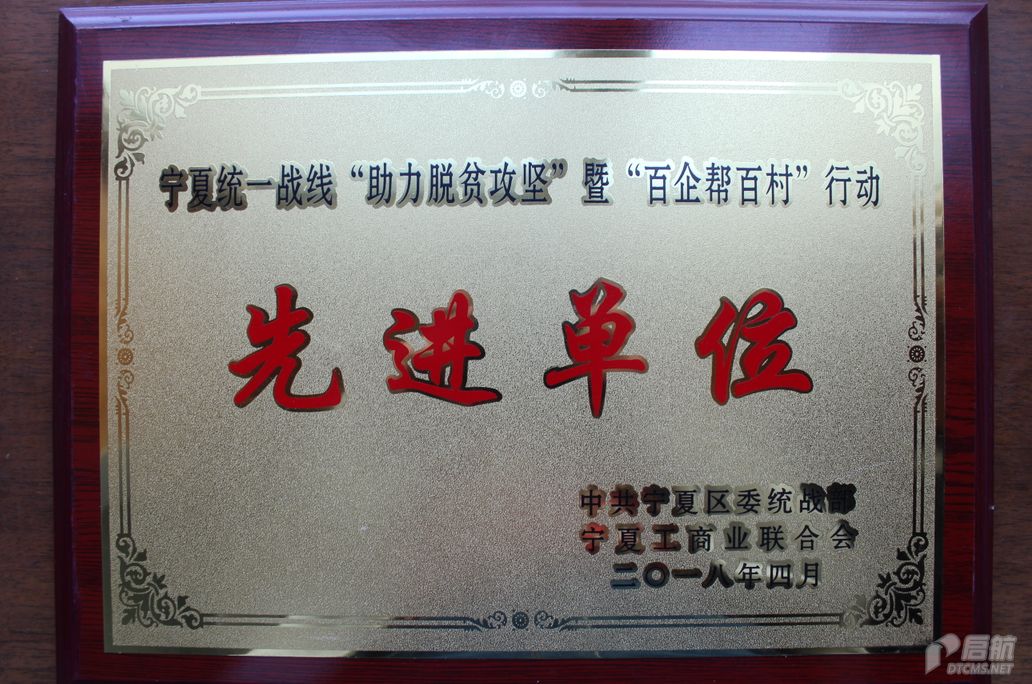 宁夏统一战线“助力脱贫攻坚”暨“百企帮百村”行动
先进单位
中共宁夏区委统战部
宁夏工商业联合会
二〇一八年四月
启航
DTCMS.NET